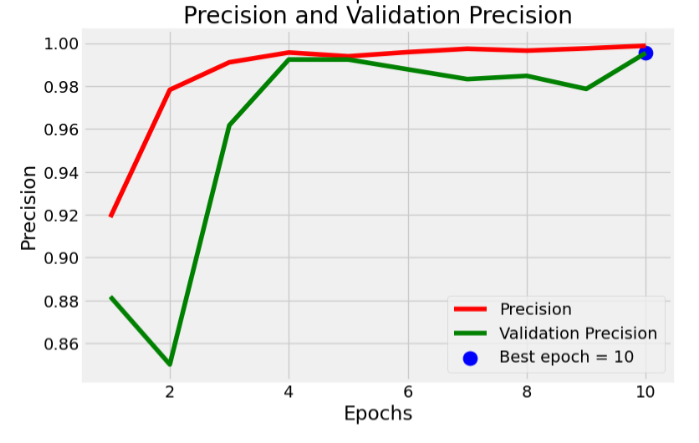 Precision and Validation Precision
1.00
0.98
0.96
0.94
0.92
0.90
0.88
0.86
Precision
2
4
6
8
10
Epochs
Precision
Validation Precision
Best epoch = 10